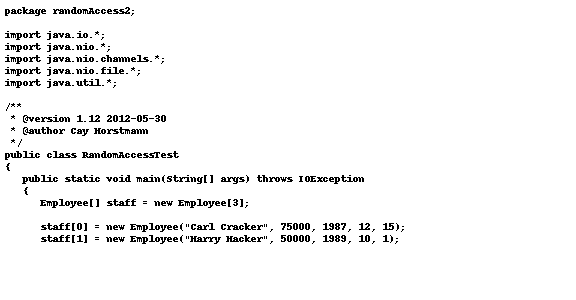 package randomAccess2;
import java.io.*;
import java.nio.*;
import java.nio.channels.*;
import java.nio.file.*;
import java.util.*;
/**
 * @version 1.12 2012-05-30
 * @author Cay Horstmann
 */
public class RandomAccessTest
{
   public static void main(String[] args) throws IOException
   {
      Employee[] staff = new Employee[3];
      staff[0] = new Employee("Carl Cracker", 75000, 1987, 12, 15);
      staff[1] = new Employee("Harry Hacker", 50000, 1989, 10, 1);